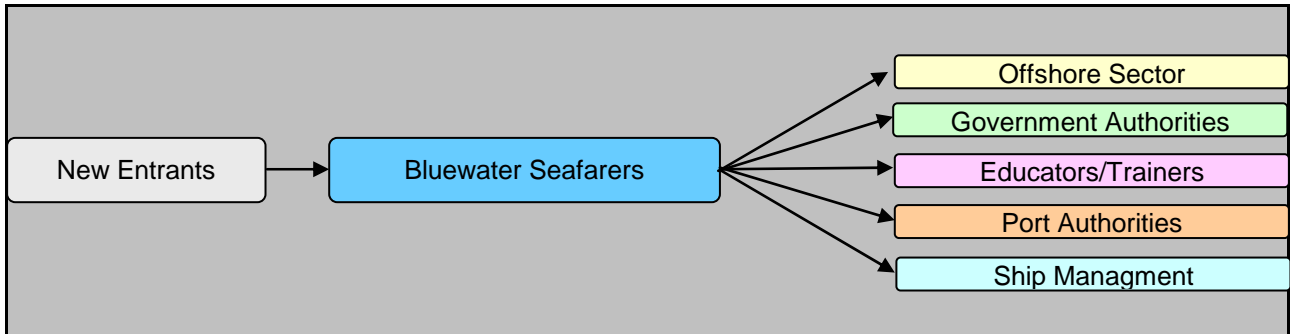 New Entrants
Bluewater Seafarers
Offshore Sector
Government Authorities
Educators/Trainers
Port Authorities
Ship Managment